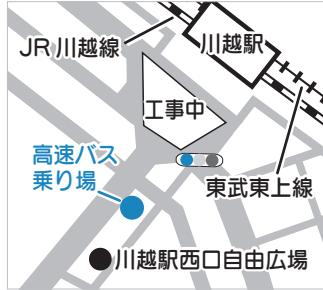 JR川越線
川越駅
工事中
高速バス
乗り場
東武東上線
川越駅西口自由広場